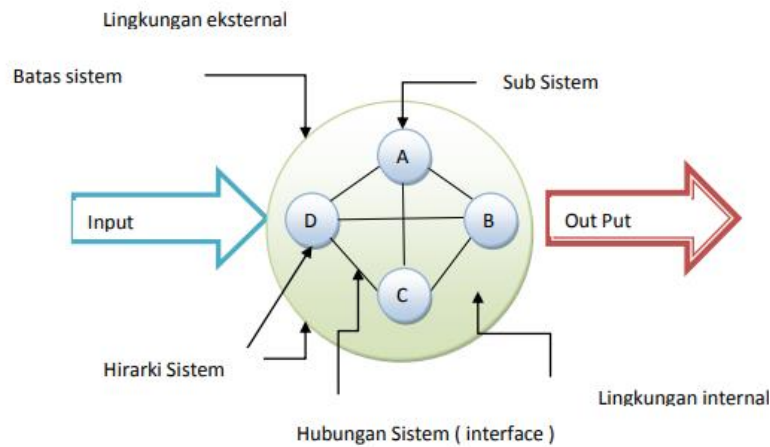 Lingkungan eksternal
Batas sistem
Sub Sistem
A
Input
D
B
Out Put
C
Hirarki Sistem
Lingkungan internal
Hubungan Sistem ( interface )